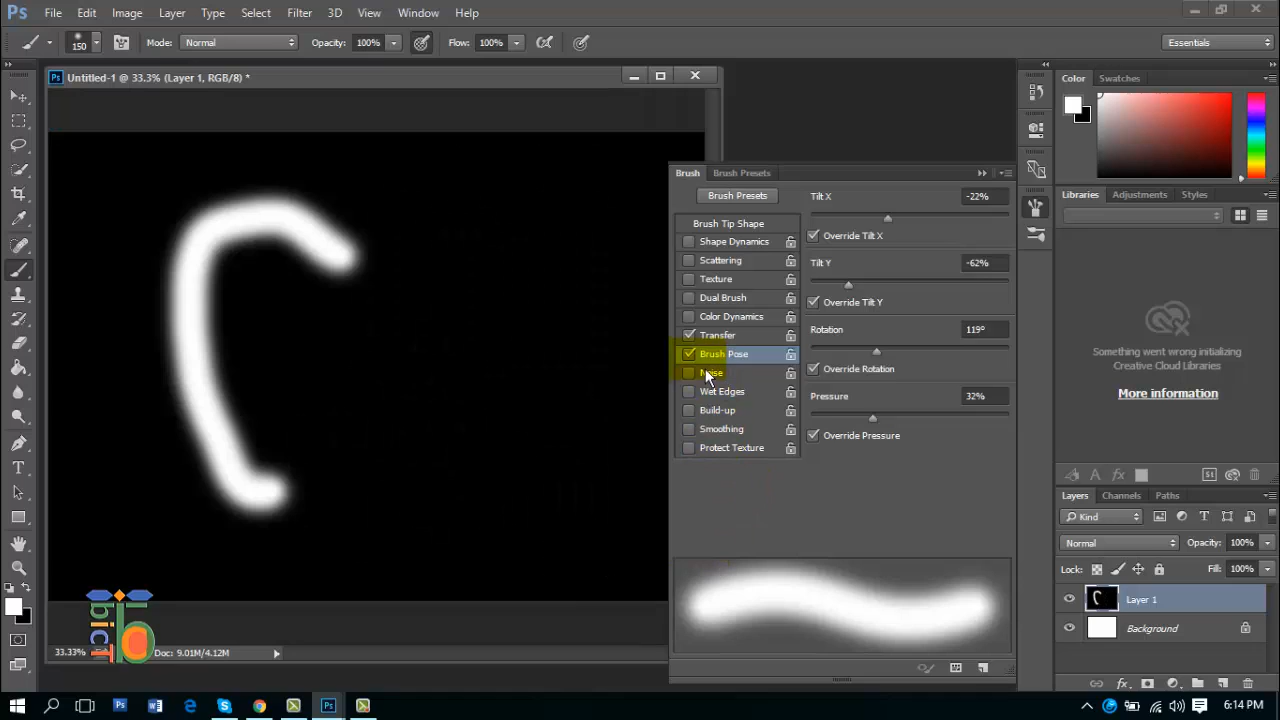 Ps File Edit Image Layer Type Select Filter 3D View Window Help
150 Mode: Normal Opacity: 100% Flow: 100% Essentials
Untitled-1 @ 33.3% (Layer 1, RGB/8) *
Color Swatches
Brush Brush Presets
Brush Presets
Brush Tip Shape
Shape Dynamics
Scattering
Texture
Dual Brush
Color Dynamics
Transfer
Brush Pose
Noise
Wet Edges
Build-up
Smoothing
Protect Texture
Tilt X -22%
Override Tilt X
Tilt Y -62%
Override Tilt Y
Rotation 119º
Override Rotation
Pressure 32%
Override Pressure
Libraries Adjustments Styles
Something went wrong initializing
Creative Cloud Libraries
More information
Layers Channels Paths
Kind
Normal Opacity: 100%
Lock: Fill: 100%
Layer 1
Background
33.33% Doc: 9.01M/4.12M
6:14 PM